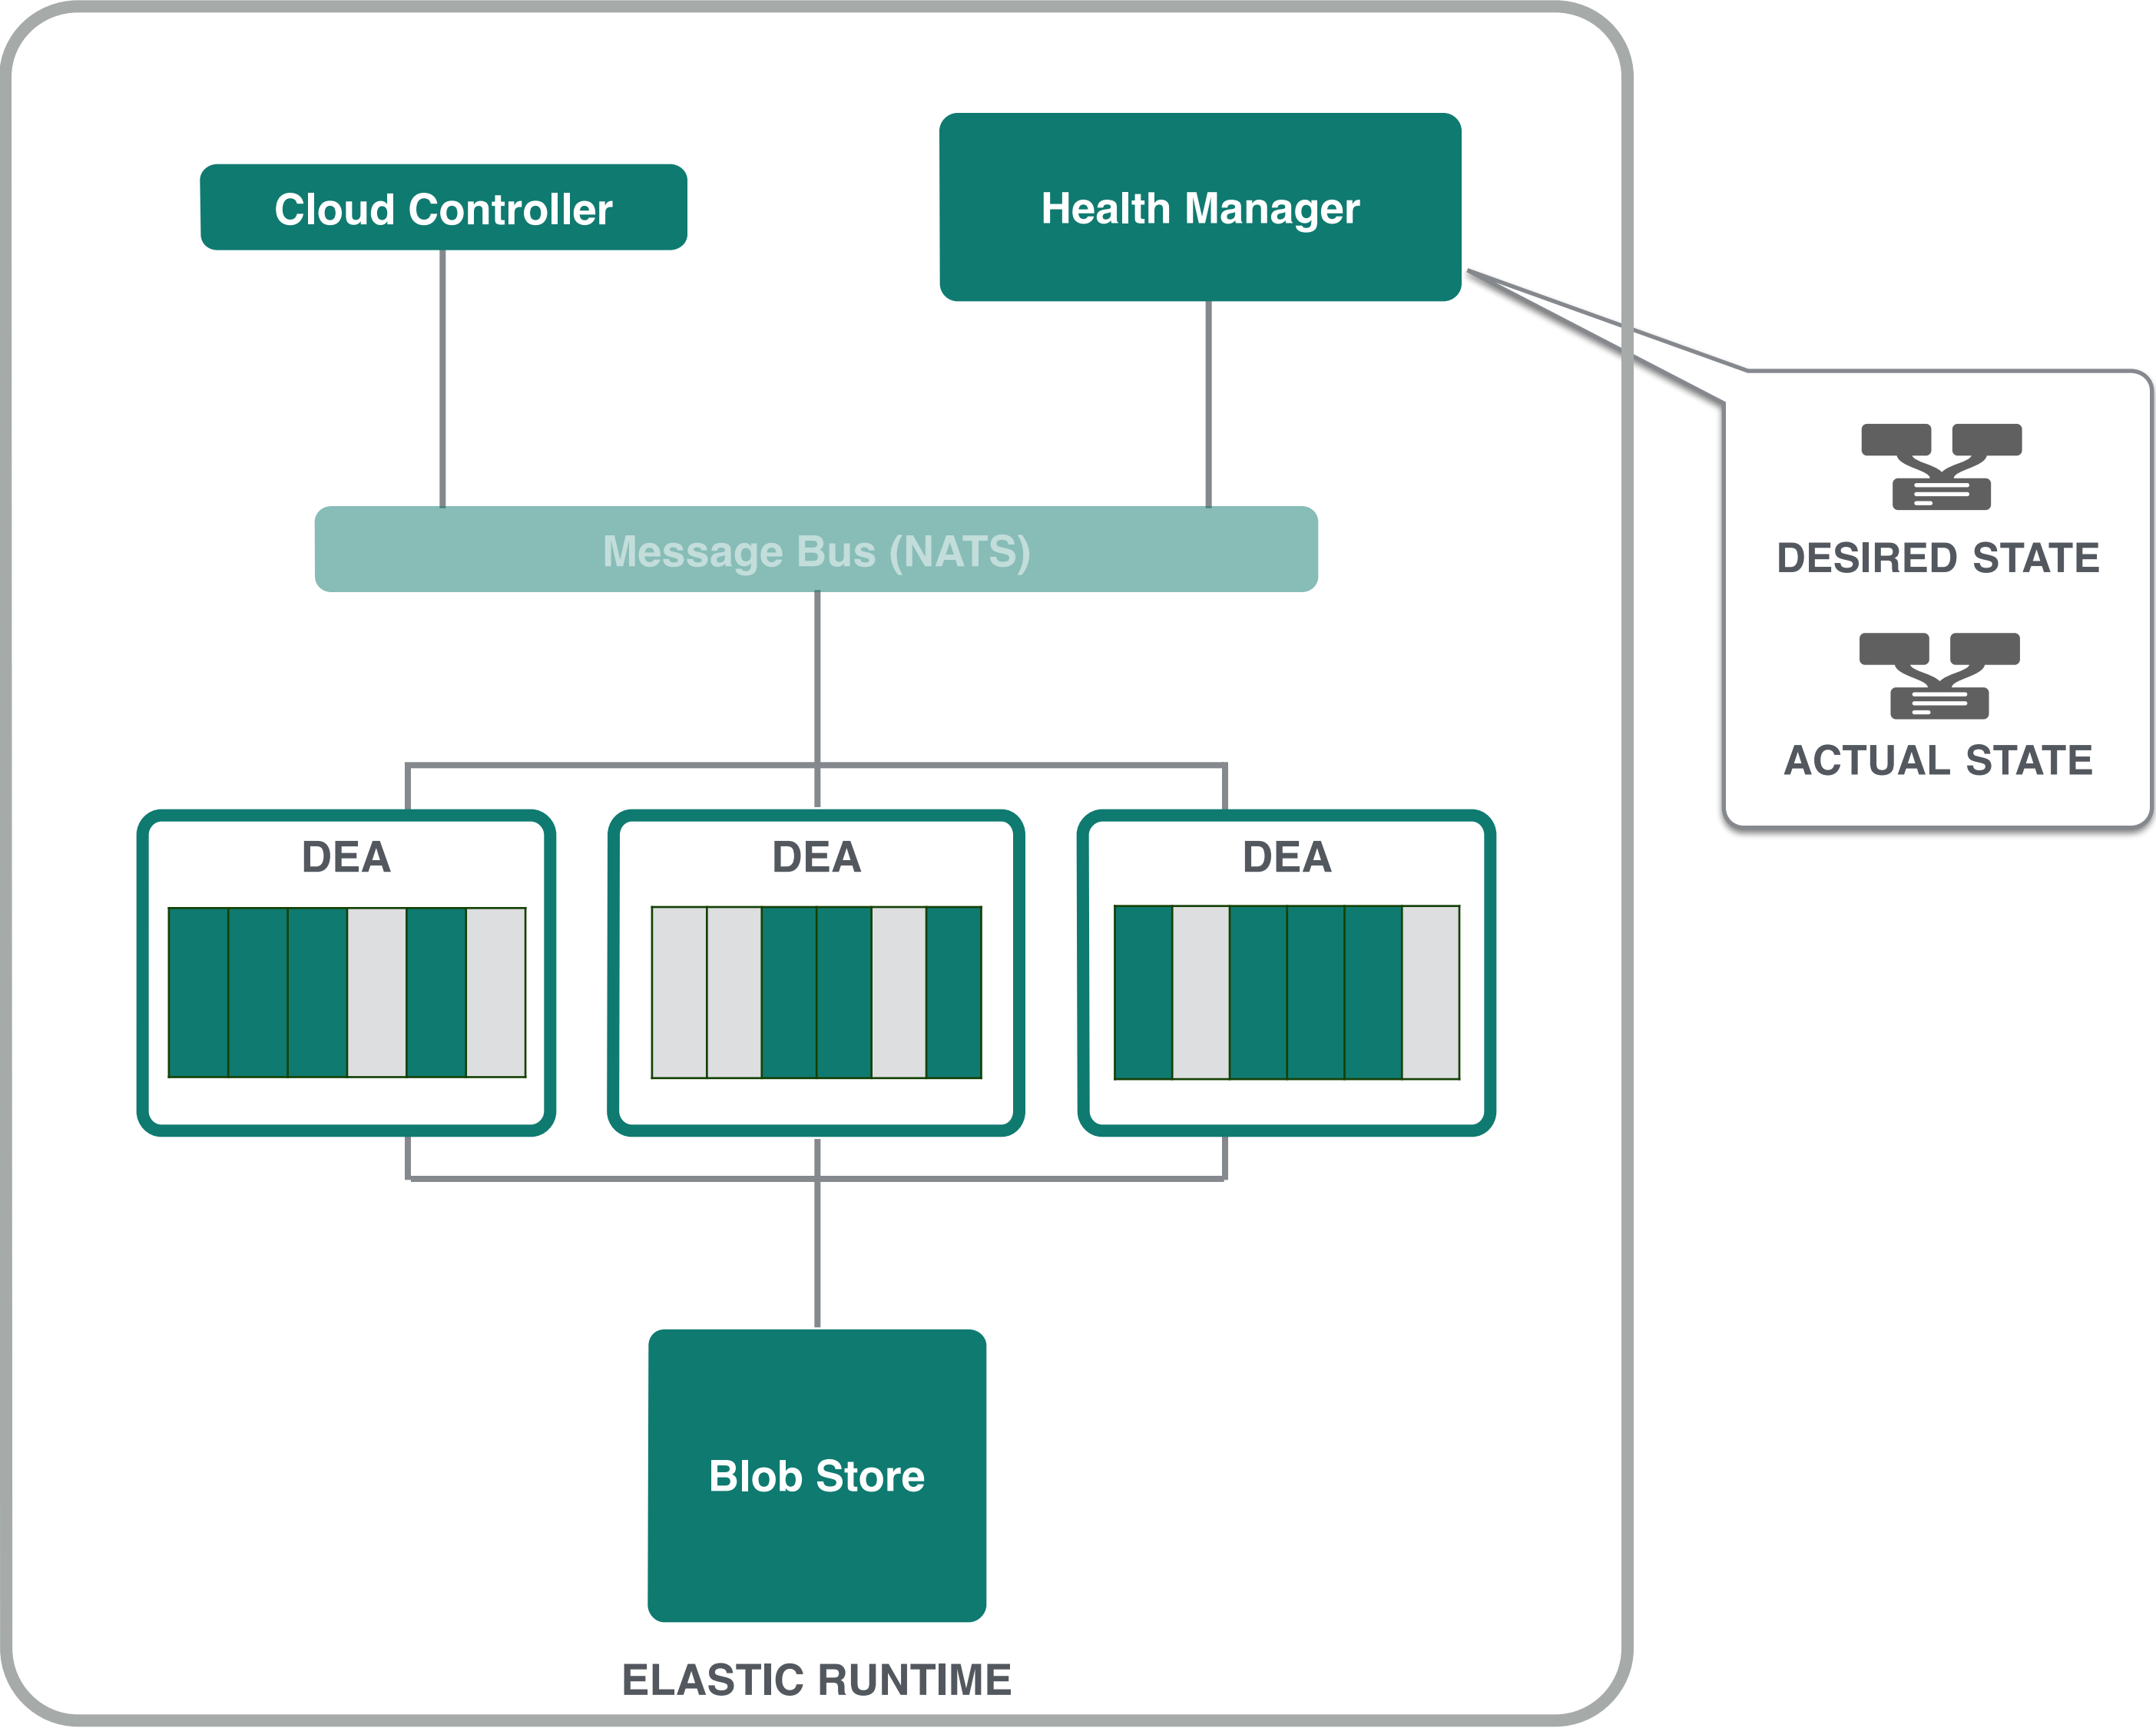 Cloud Controller
Health Manager
Message Bus (NATS)
DESIRED STATE
ACTUAL STATE
DEA
DEA
DEA
Blob Store
ELASTIC RUNTIME